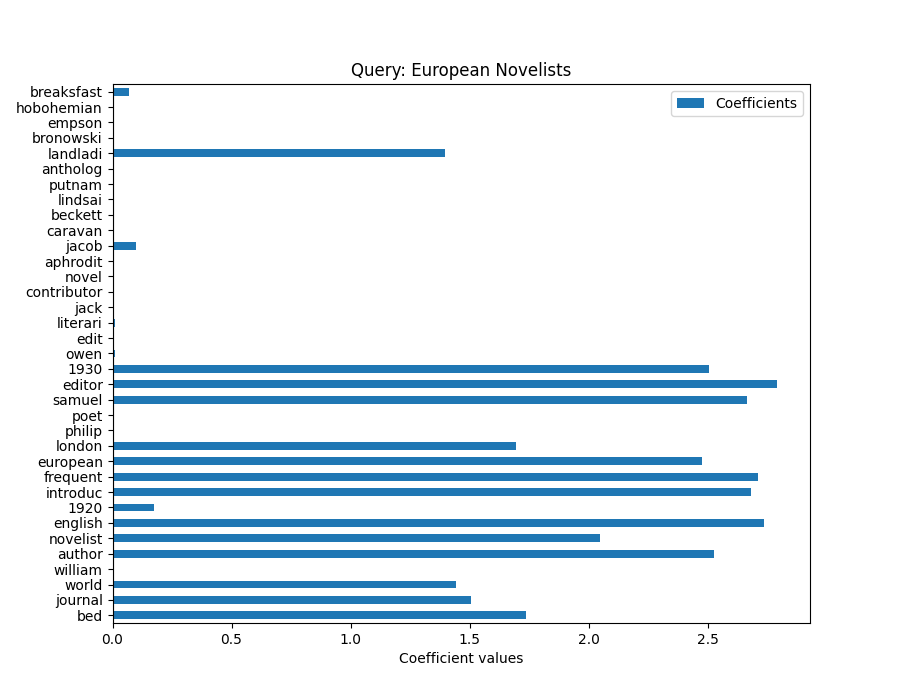 Query: European Novelists
Coefficients
breaksfast
hobohemian
empson
bronowski
landladi
antholog
putnam
lindsai
beckett
caravan
jacob
aphrodit
novel
contributor
jack
literari
edit
owen
1930
editor
samuel
poet
philip
london
european
frequent
introduc
1920
english
novelist
author
william
world
journal
bed
0.0 0.5 1.0 1.5 2.0 2.5
Coefficient values